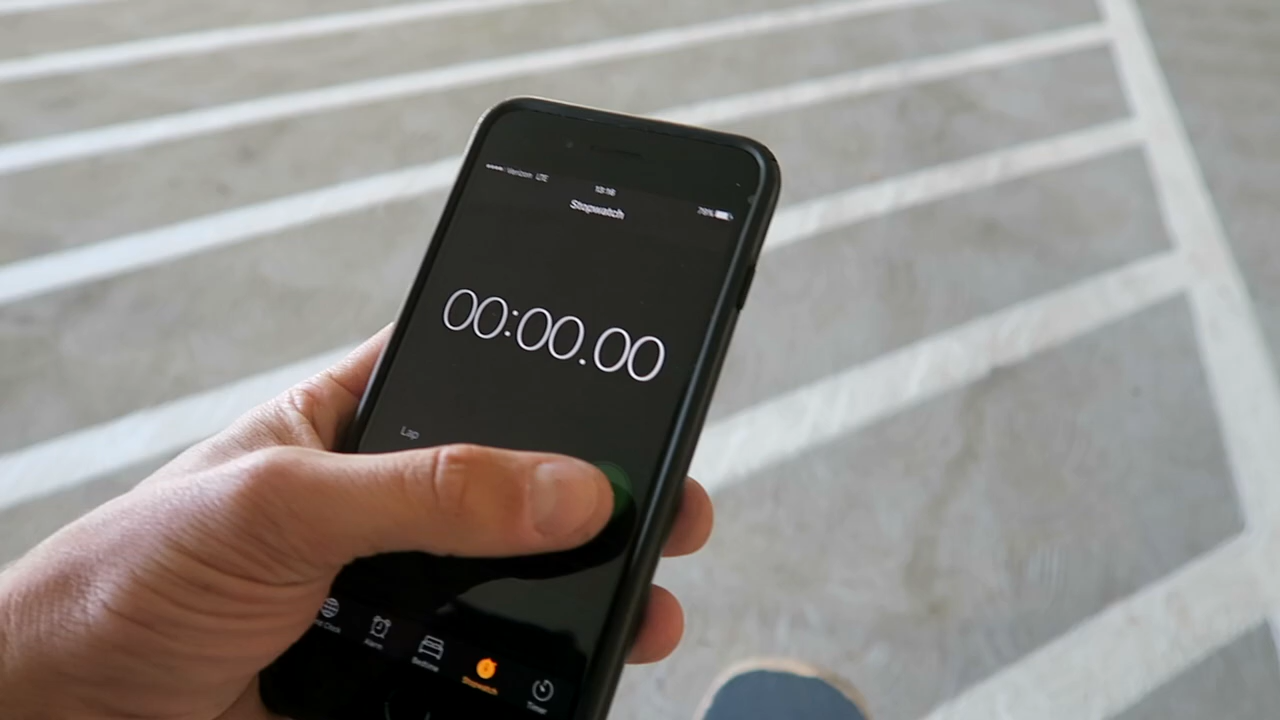 Verizon LTE
Stopwatch
00:00.00
Lap
Alarm
Bedtime
Stopwatch
Timer